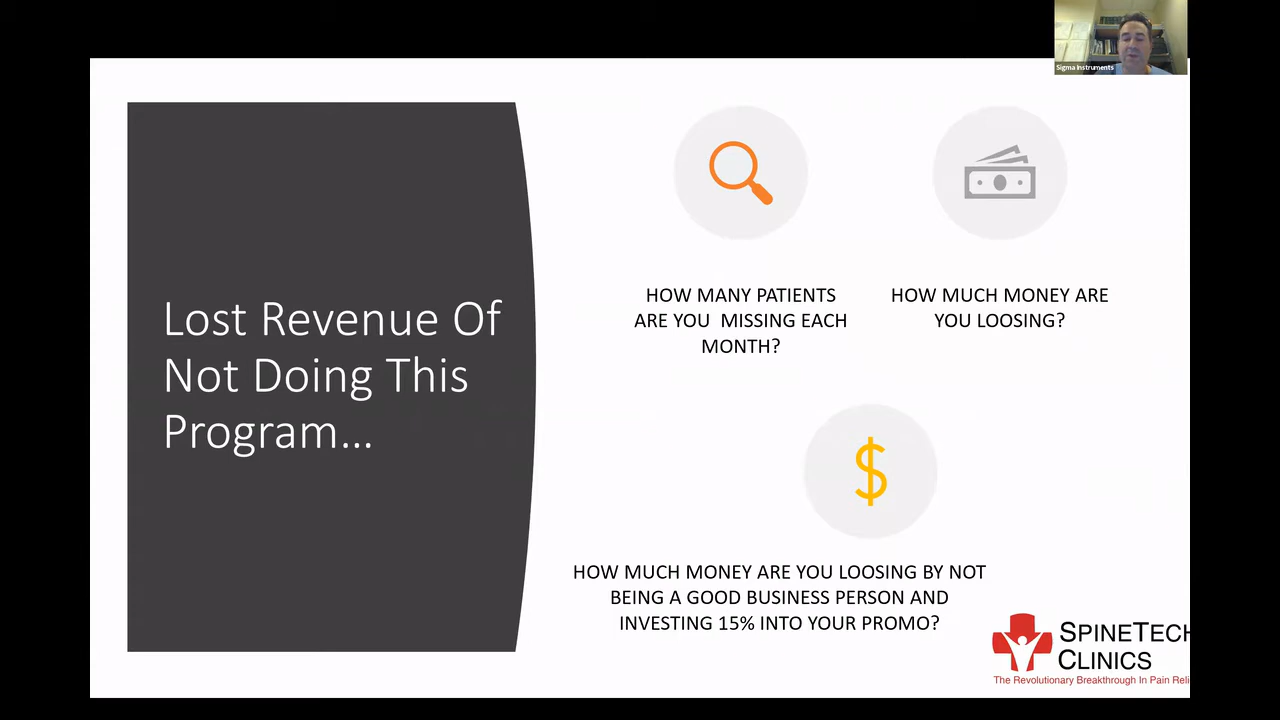 Sigma Instruments
Lost Revenue Of
Not Doing This
Program...
HOW MANY PATIENTS
ARE YOU MISSING EACH
MONTH?
HOW MUCH MONEY ARE
YOU LOOSING?
HOW MUCH MONEY ARE YOU LOOSING BY NOT
BEING A GOOD BUSINESS PERSON AND
INVESTING 15% INTO YOUR PROMO?
SPINETECH
CLINICS
The Revolutionary Breakthrough In Pain Reli